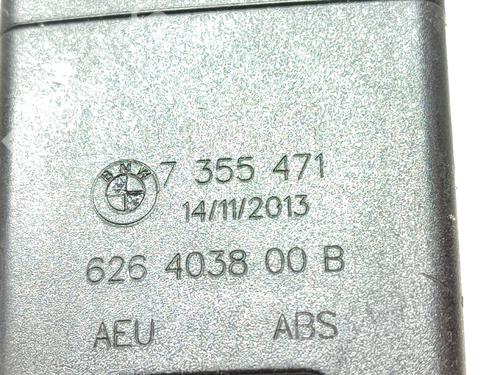 BMW 7 355 471
14/11/2013
626 4038 00 B
AEU ABS